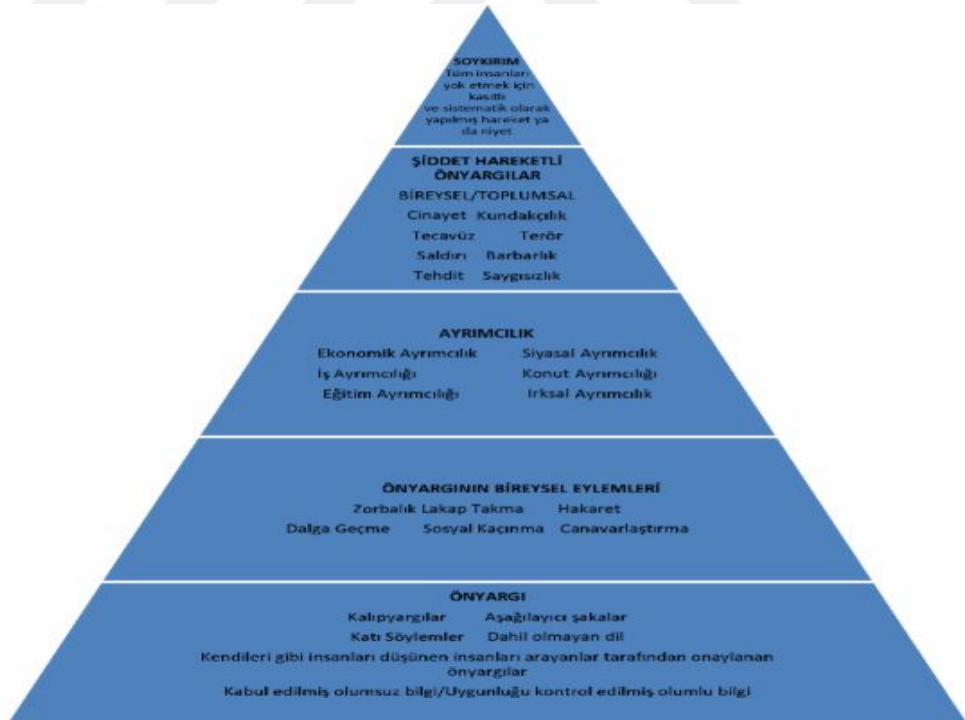 SOYKIRIM
Tüm insanları
yok etmek için
kasıtlı
ve sistematik olarak
yapılmış hareket ya
da niyet
ŞİDDET HAREKETLİ
ÖNYARGILAR
BİREYSEL/TOPLUMSAL
Cinayet Kundakçılık
Tecavüz Terör
Saldırı Barbarlık
Tehdit Saygısızlık
AYRIMCILIK
Ekonomik Ayrımcılık Siyasal Ayrımcılık
İş Ayrımcılığı Konut Ayrımcılığı
Eğitim Ayrımcılığı Irksal Ayrımcılık
ÖNYARGININ BİREYSEL EYLEMLERİ
Zorbalık Lakap Takma Hakaret
Dalga Geçme Sosyal Kaçınma Canavarlaştırma
ÖNYARGI
Kalıpyargılar Aşağılayıcı şakalar
Katı Söylemler Dahil olmayan dil
Kendileri gibi insanları düşünen insanları arayanlar tarafından onaylanan
önyargılar
Kabul edilmiş olumsuz bilgi/Uygunluğu kontrol edilmiş olumlu bilgi